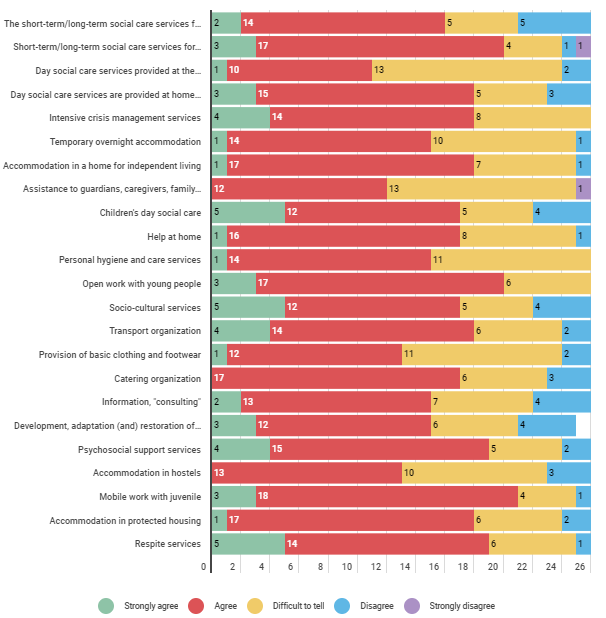 The short-term/long-term social care services f... 2 14 5 5
Short-term/long-term social care services for... 3 17 4 1 1
Day social care services provided at the... 1 10 13 2
Day social care services are provided at home... 3 15 5 3
Intensive crisis management services 4 14 8
Temporary overnight accommodation 1 14 10 1
Accommodation in a home for independent living 1 17 7 1
Assistance to guardians, caregivers, family... 12 13 1
Children's day social care 5 12 5 4
Help at home 1 16 8 1
Personal hygiene and care services 1 14 11
Open work with young people 3 17 6
Socio-cultural services 5 12 5 4
Transport organization 4 14 6 2
Provision of basic clothing and footwear 1 12 11 2
Catering organization 17 6 3
Information, "consulting" 2 13 7 4
Development, adaptation (and) restoration of... 3 12 6 4
Psychosocial support services 4 15 5 2
Accommodation in hostels 13 10 3
Mobile work with juvenile 3 18 4 1
Accommodation in protected housing 1 17 6 2
Respite services 5 14 6 1
0 2 4 6 8 10 12 14 16 18 20 22 24 26
Strongly agree Agree Difficult to tell Disagree Strongly disagree